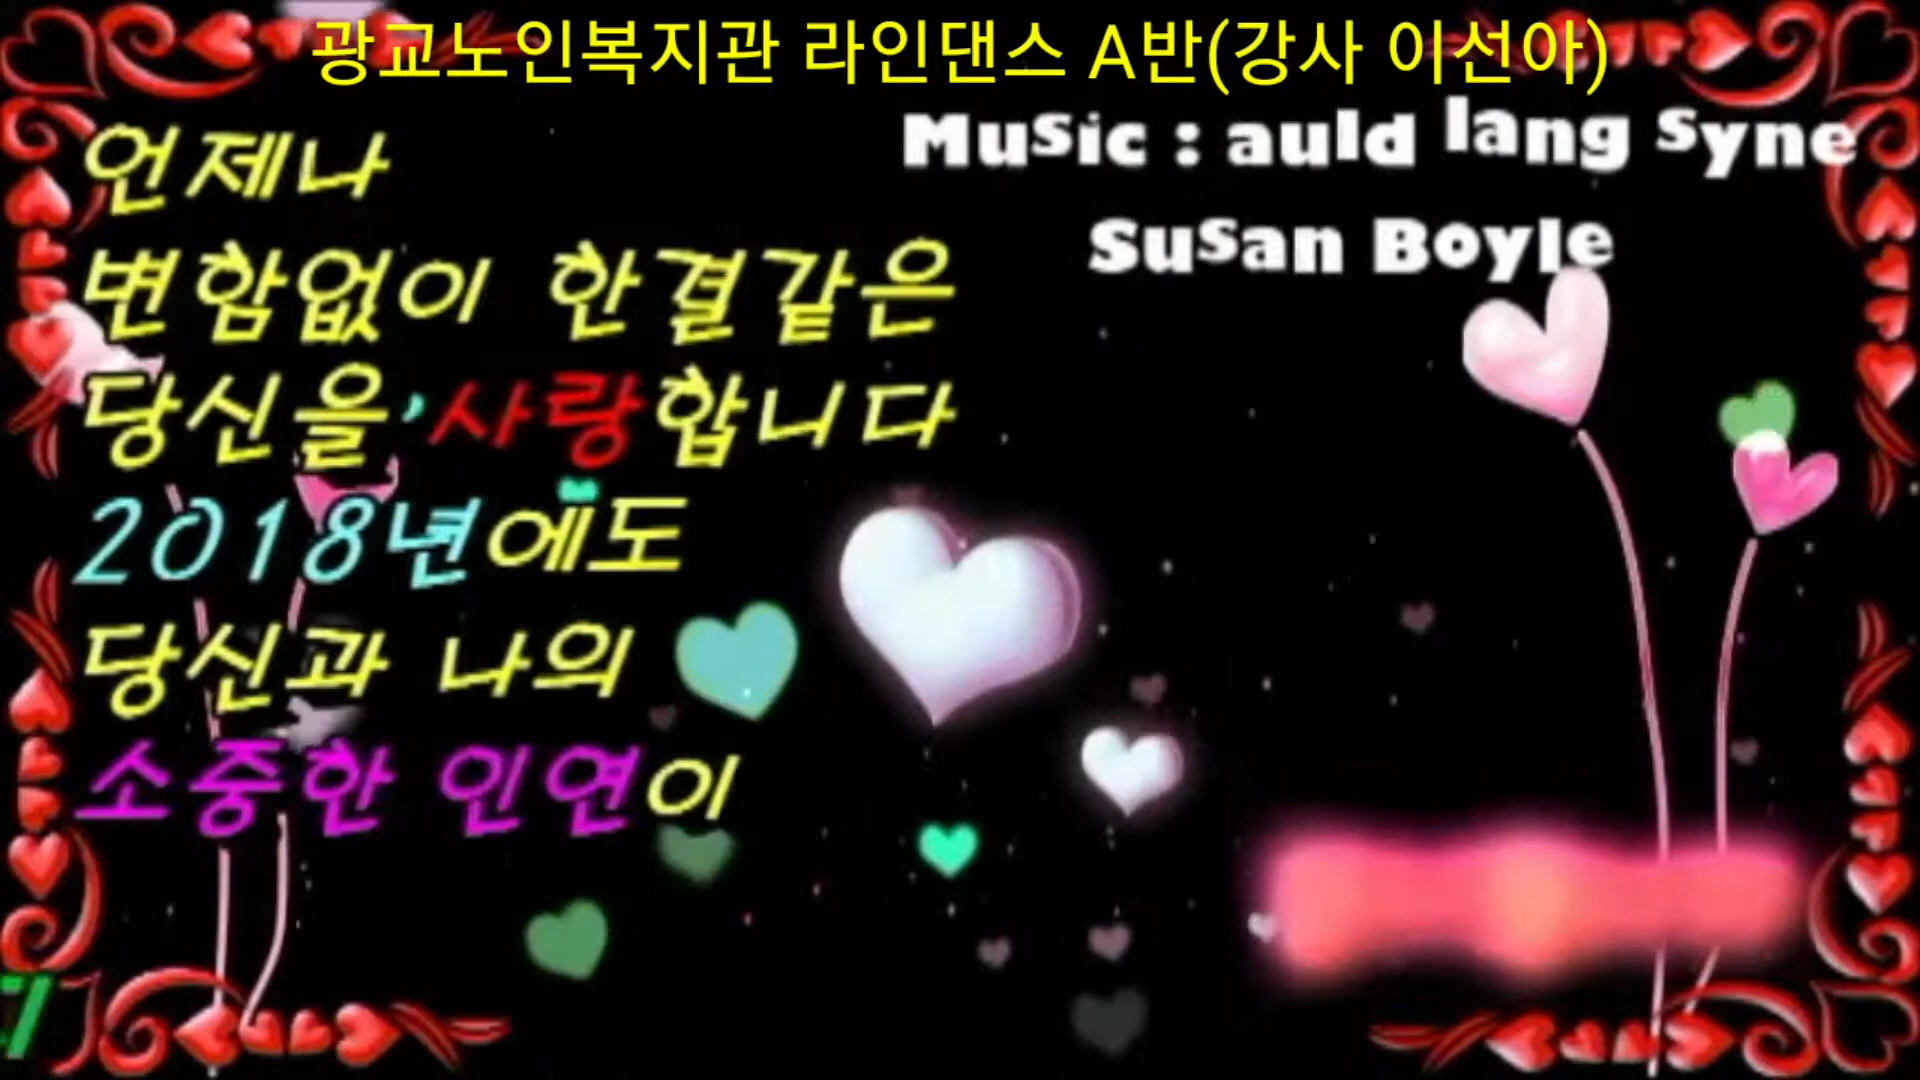 광교노인복지관 라인댄스 A반(강사 이선아)
Music : auld lang syne
Susan Boyle
언제나
변함없이 한결같은
당신을 사랑합니다
2018년에도
당신과 나의
소중한 인연이